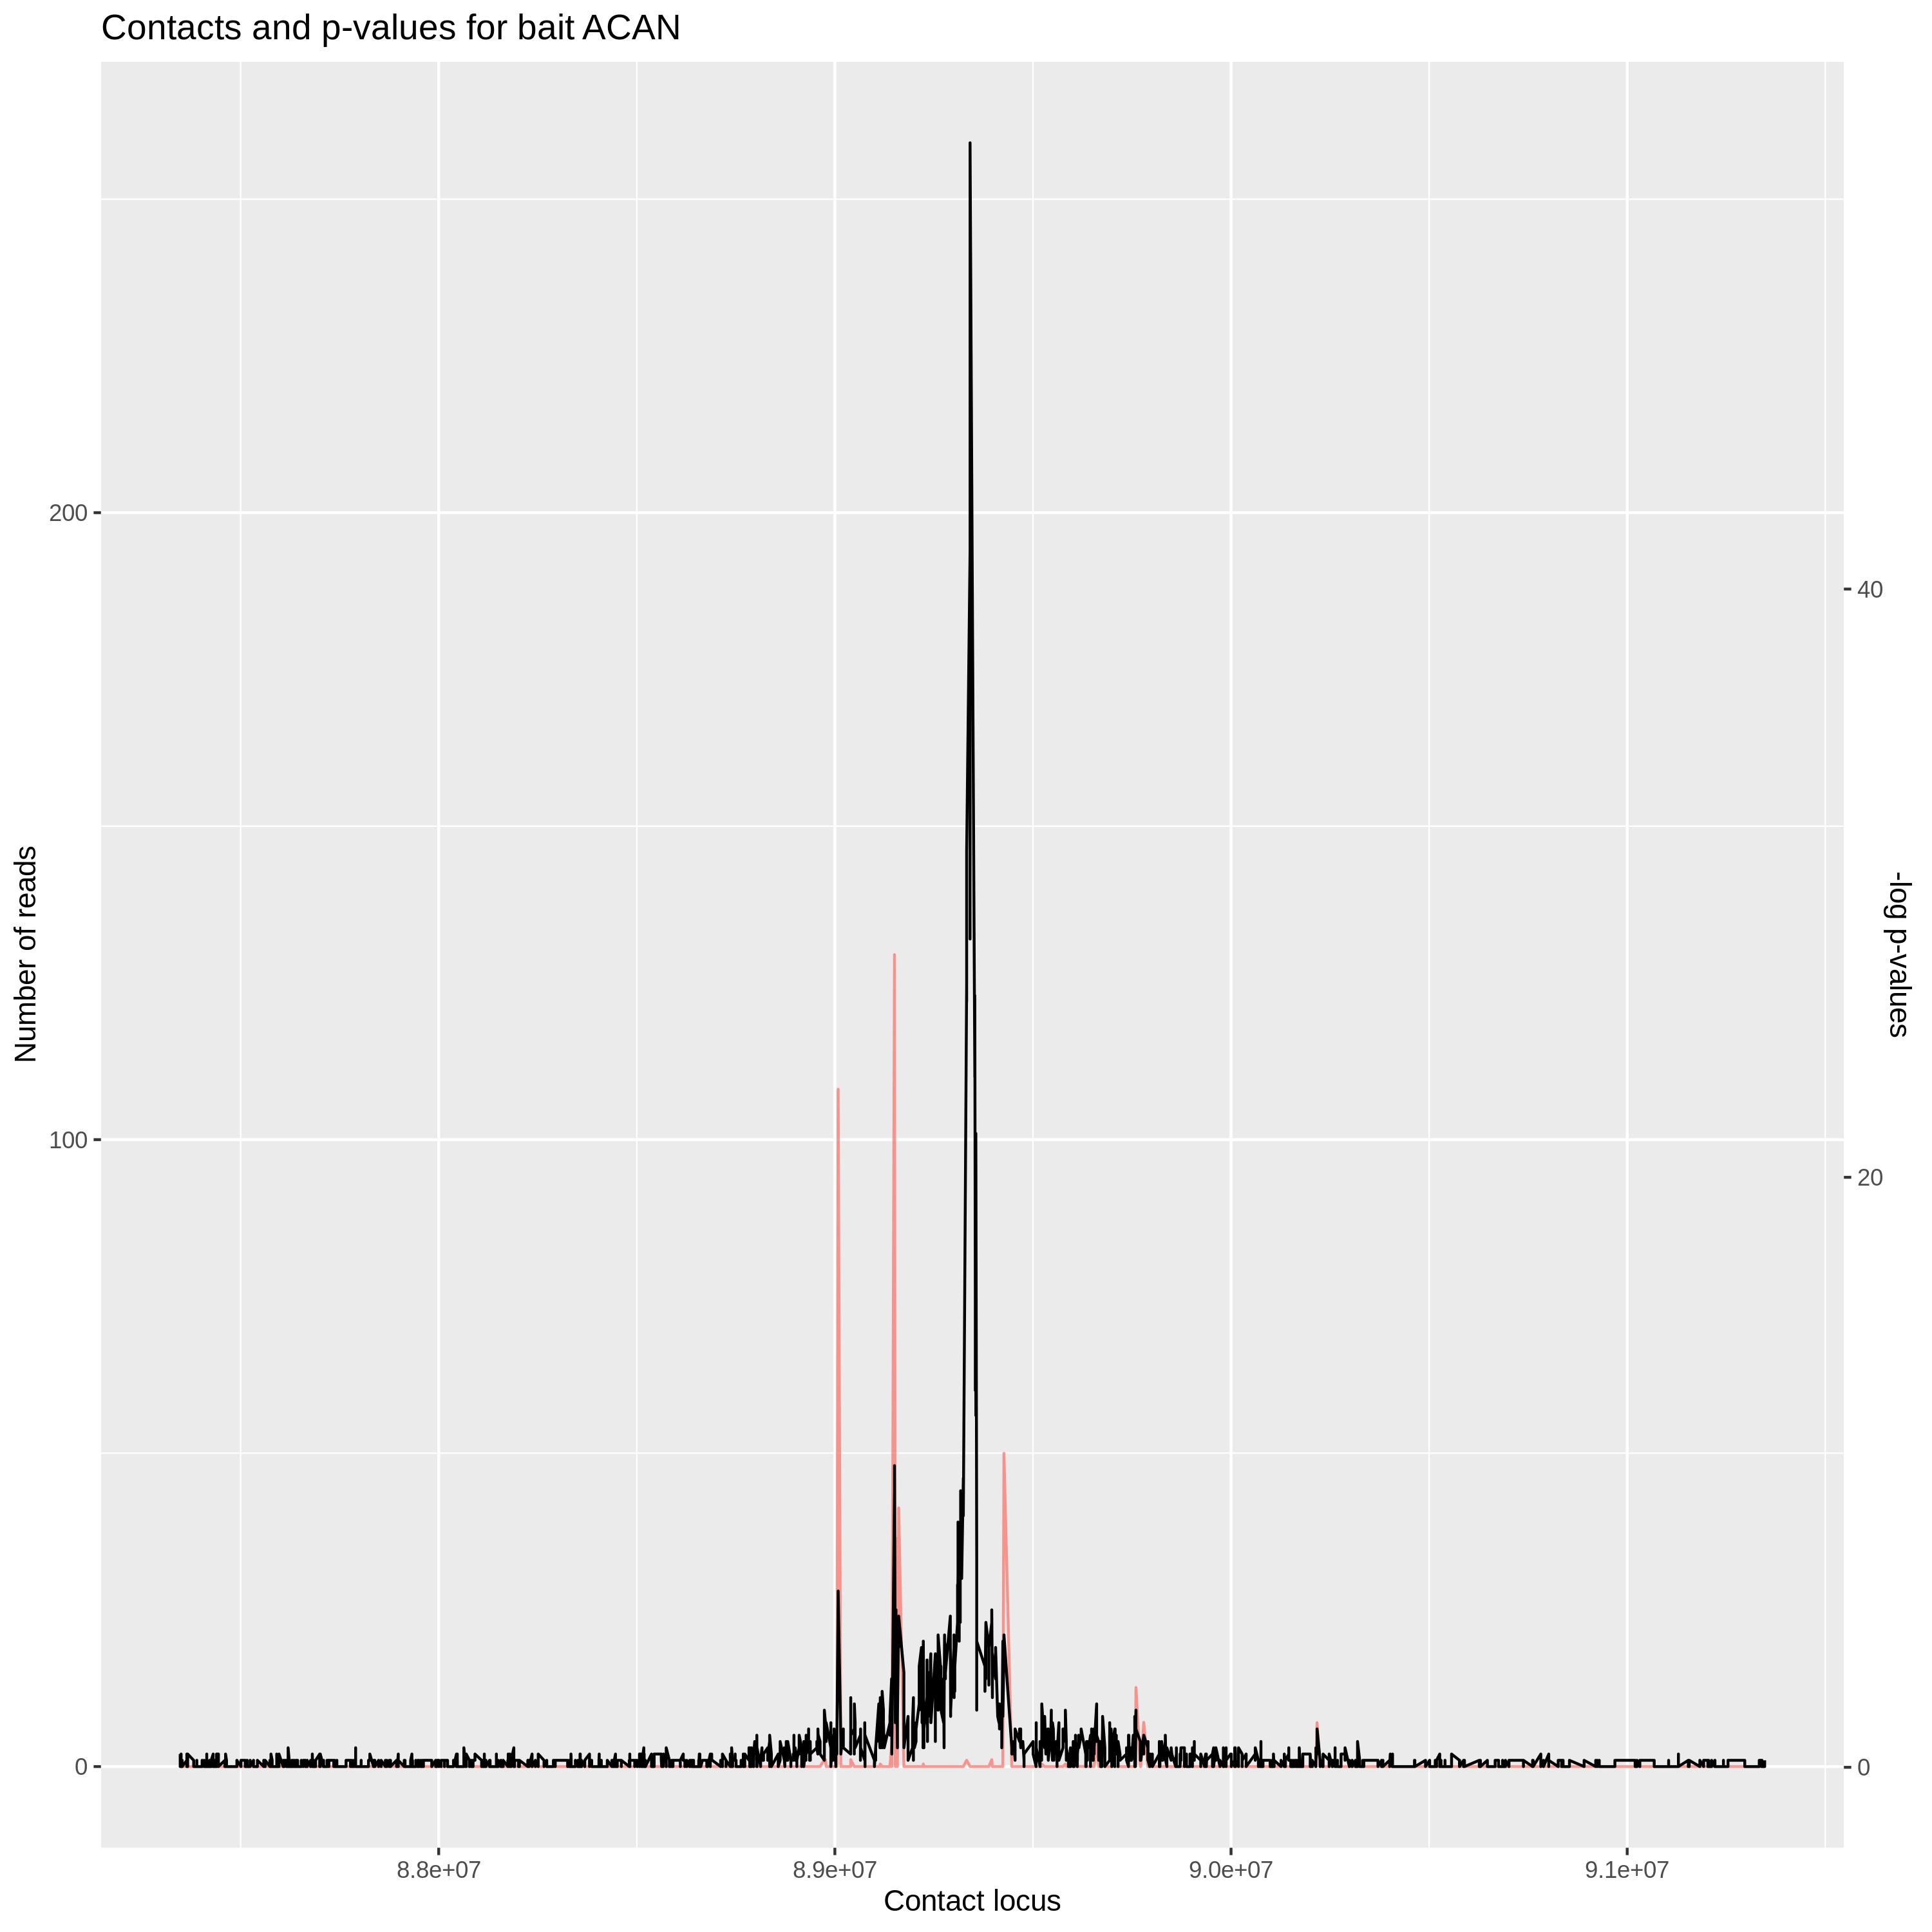 Contacts and p-values for bait ACAN
Number of reads
200
100
0
-log p-values
40
20
0
8.8e+07
8.9e+07
9.0e+07
9.1e+07
Contact locus